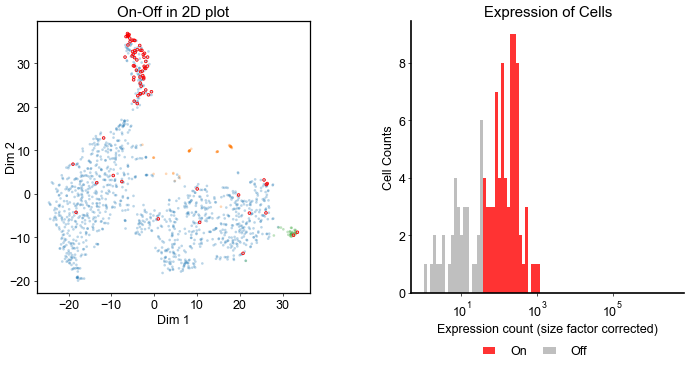 On-Off in 2D plot
30
20
10
0
−10
−20
Dim 2
−20 −10 0 10 20 30
Dim 1
Expression of Cells
8
6
4
2
0
Cell Counts
10^1 10^3 10^5
Expression count (size factor corrected)
On Off